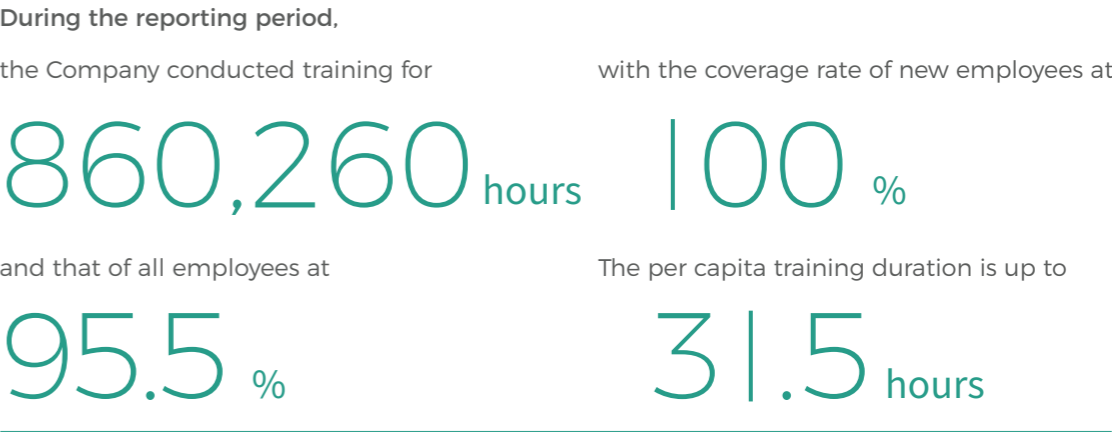 During the reporting period,
the Company conducted training for
860,260 hours
with the coverage rate of new employees at
100 %
and that of all employees at
95.5 %
The per capita training duration is up to
31.5 hours